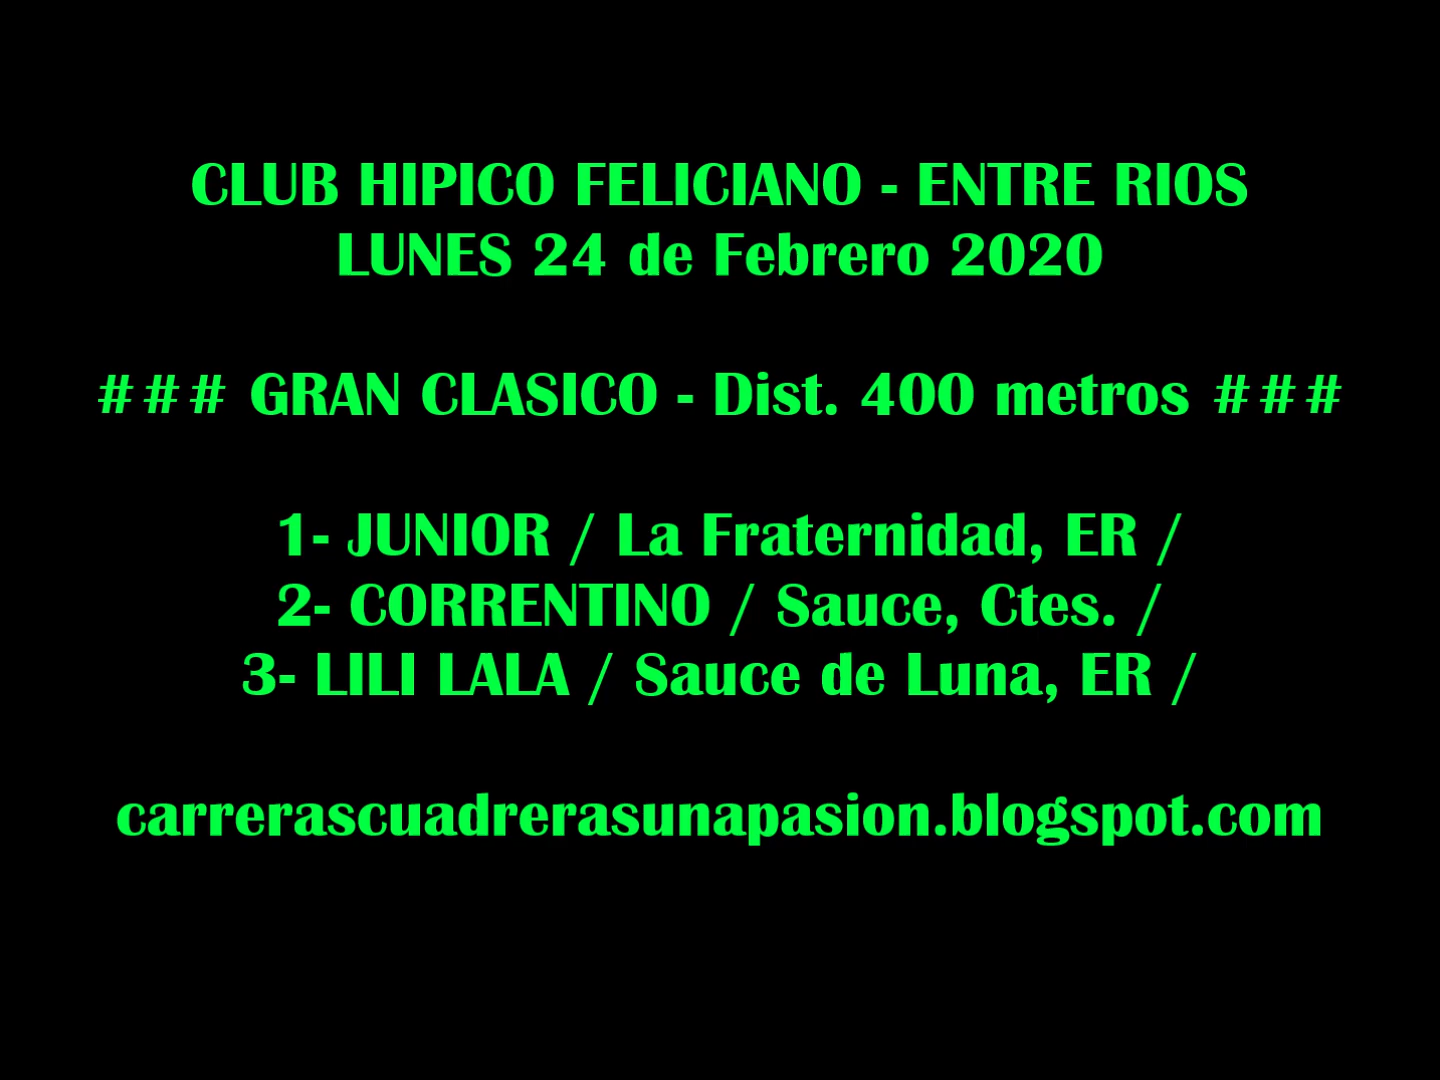 CLUB HIPICO FELICIANO - ENTRE RIOS
LUNES 24 de Febrero 2020
### GRAN CLASICO - Dist. 400 metros ###
1- JUNIOR / La Fraternidad, ER /
2- CORRENTINO / Sauce, Ctes. /
3- LILI LALA / Sauce de Luna, ER /
carrerascuadrerasunapasion.blogspot.com